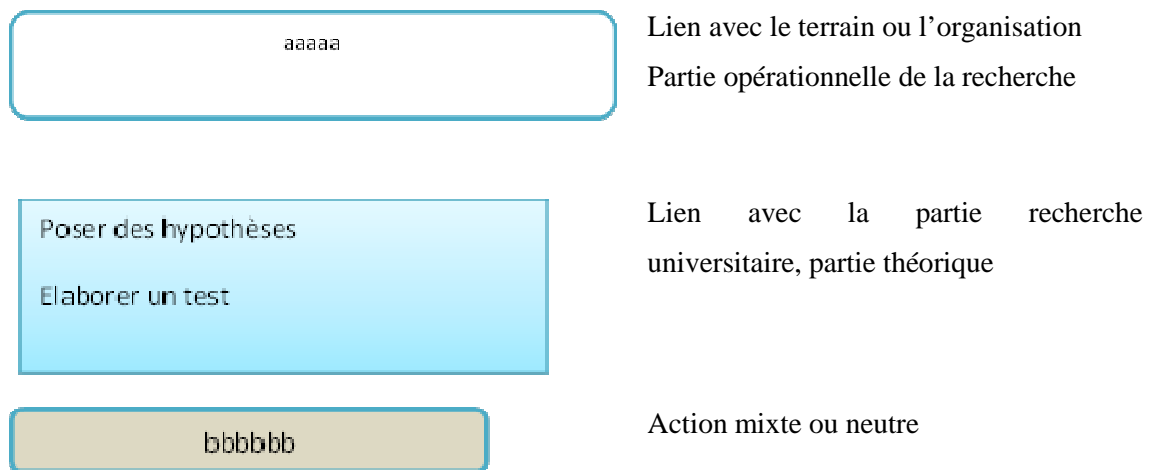 aaaaa
Lien avec le terrain ou l’organisation
Partie opérationnelle de la recherche
Poser des hypothèses
Elaborer un test
Lien avec la partie recherche
universitaire, partie théorique
bbbbbb
Action mixte ou neutre